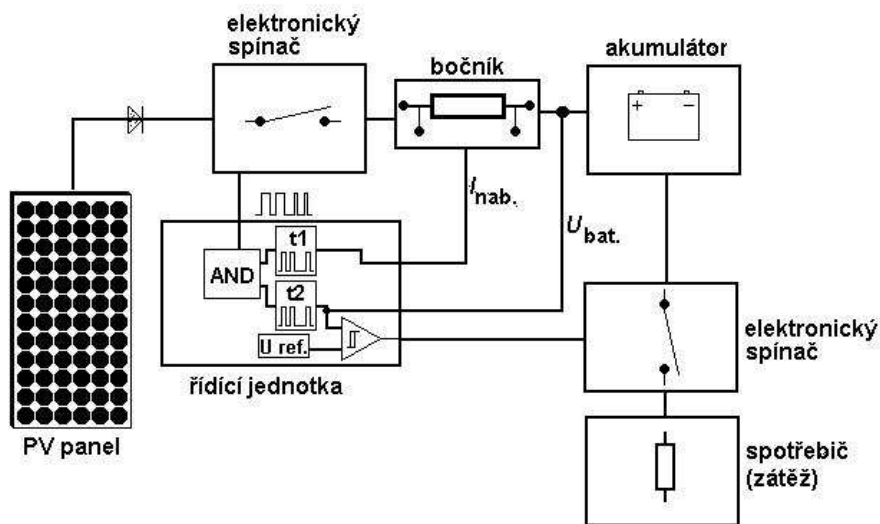 elektronický
spínač
bočník
akumulátor
+ −
I nab.
U bat.
t1
AND
t2
U ref.
řídící jednotka
elektronický
spínač
PV panel
spotřebič
(zátěž)